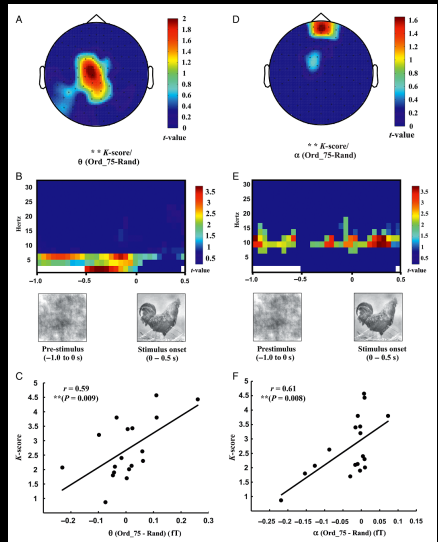 A
2
1.8
1.6
1.4
1.2
1
0.8
0.6
0.4
0.2
0
t-value
* * K-score/
θ (Ord_75-Rand)
D
1.6
1.4
1.2
1
0.8
0.6
0.4
0.2
0
t-value
* * K-score/
α (Ord_75-Rand)
B
Hertz
30
25
20
15
10
5
−1.0
−0.5
0
0.5
3.5
3
2.5
2
1.5
1
0.5
t-value
Pre-stimulus
(−1.0 to 0 s)
Stimulus onset
(0 – 0.5 s)
E
Hertz
30
25
20
15
10
5
−1.0
−0.5
0
0.5
3.5
3
2.5
2
1.5
1
0.5
t-value
Prestimulus
(−1.0 to 0 s)
Stimulus onset
(0 – 0.5 s)
C
r = 0.59
**(P = 0.009)
K-score
5
4.5
4
3.5
3
2.5
2
1.5
1
−0.3
−0.2
−0.1
0
0.1
0.2
0.3
θ (Ord_75 - Rand) (fT)
F
r = 0.61
**(P = 0.008)
K-score
5
4.5
4
3.5
3
2.5
2
1.5
1
−0.25
−0.2
−0.15
−0.1
−0.05
0
0.05
0.1
0.15
α (Ord_75 - Rand) (fT)